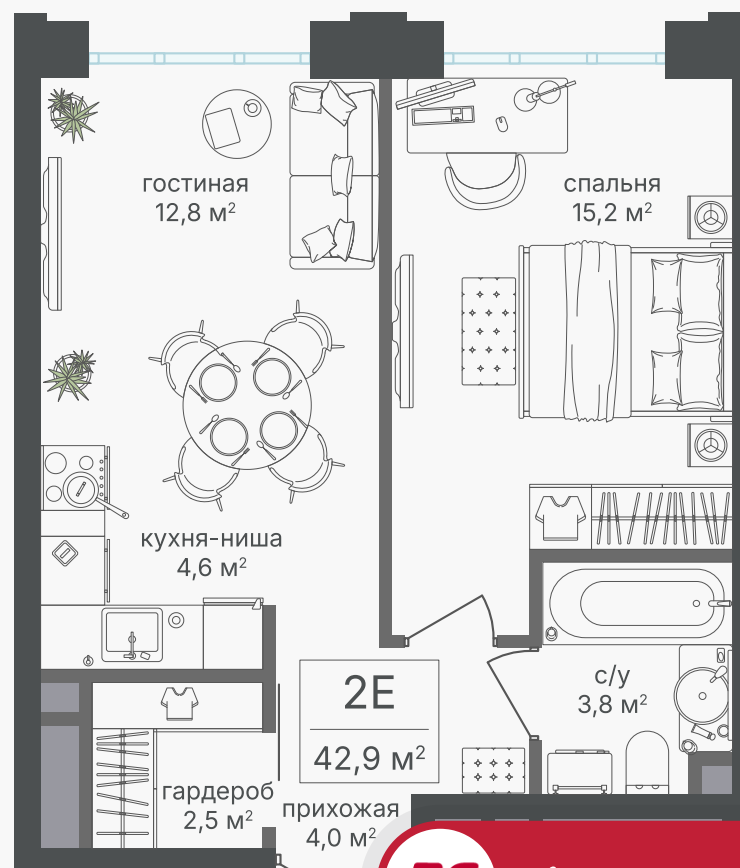 гостиная
12,8 м²
спальня
15,2 м²
кухня-ниша
4,6 м²
2Е
42,9 м²
с/у
3,8 м²
гардероб
2,5 м²
прихожая
4,0 м²